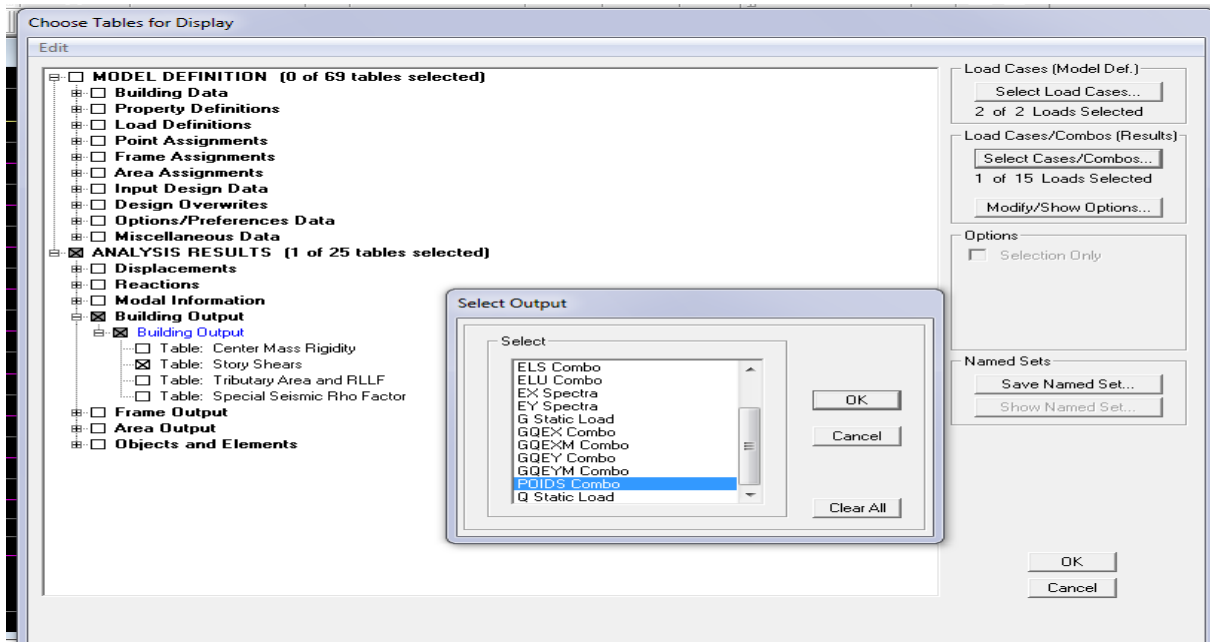 Choose Tables for Display
Edit
MODEL DEFINITION (0 of 69 tables selected)
Building Data
Property Definitions
Load Definitions
Point Assignments
Frame Assignments
Area Assignments
Input Design Data
Design Overwrites
Options/Preferences Data
Miscellaneous Data
ANALYSIS RESULTS (1 of 25 tables selected)
Displacements
Reactions
Modal Information
Building Output
Building Output
Table: Center Mass Rigidity
Table: Story Shears
Table: Tributary Area and RLLF
Table: Special Seismic Rho Factor
Frame Output
Area Output
Objects and Elements
Select Output
Select
ELS Combo
ELU Combo
EX Spectra
EY Spectra
G Static Load
GQEX Combo
GQEXM Combo
GQEY Combo
GQEYM Combo
POIDS Combo
Q Static Load
OK
Cancel
Clear All
Load Cases (Model Def.)
Select Load Cases...
2 of 2 Loads Selected
Load Cases/Combos (Results)
Select Cases/Combos...
1 of 15 Loads Selected
Modify/Show Options...
Options
Selection Only
Named Sets
Save Named Set...
Show Named Set...
OK
Cancel